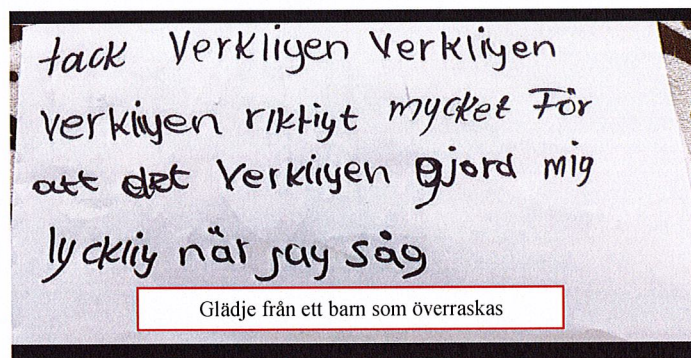 tack Verkligen Verkligen
verkligen riktigt mycket För
att det Verkligen gjord mig
lycklig när jag såg
Glädje från ett barn som överraskas